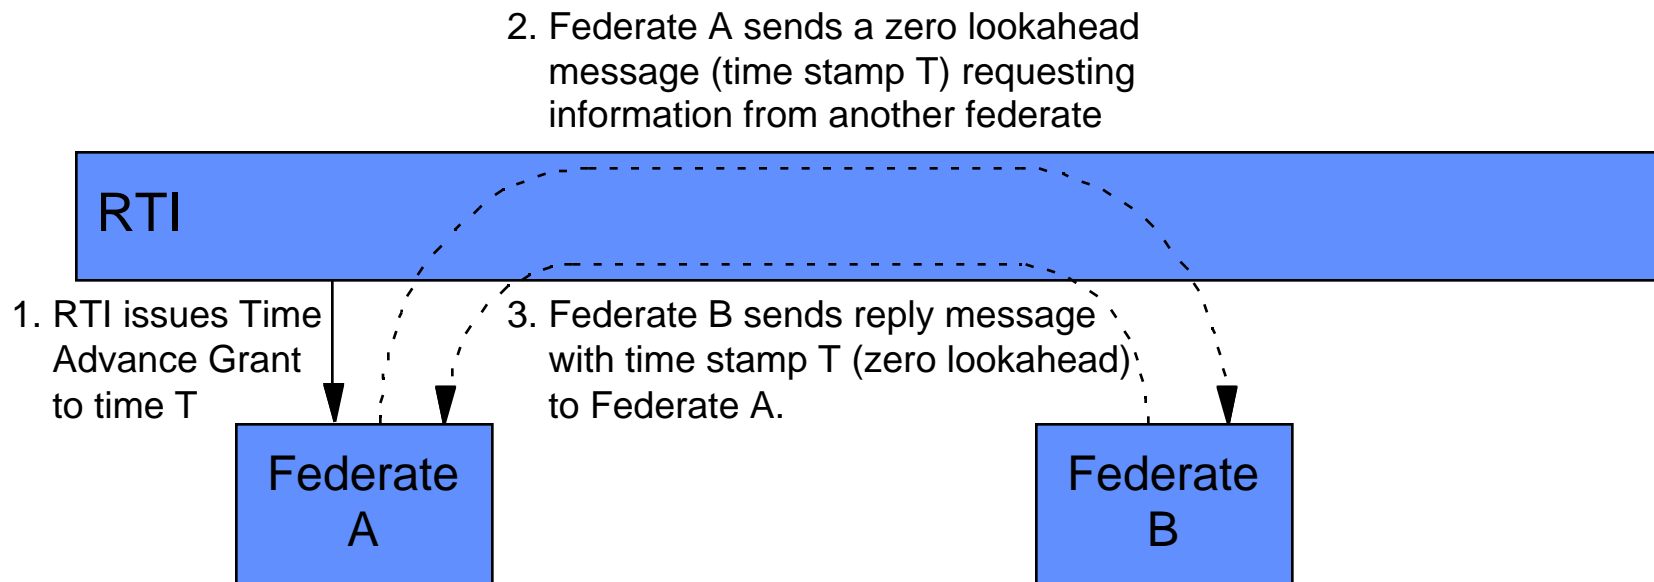 2. Federate A sends a zero lookahead
message (time stamp T) requesting
information from another federate
RTI
1. RTI issues Time
Advance Grant
to time T
3. Federate B sends reply message
with time stamp T (zero lookahead)
to Federate A.
Federate
A
Federate
B